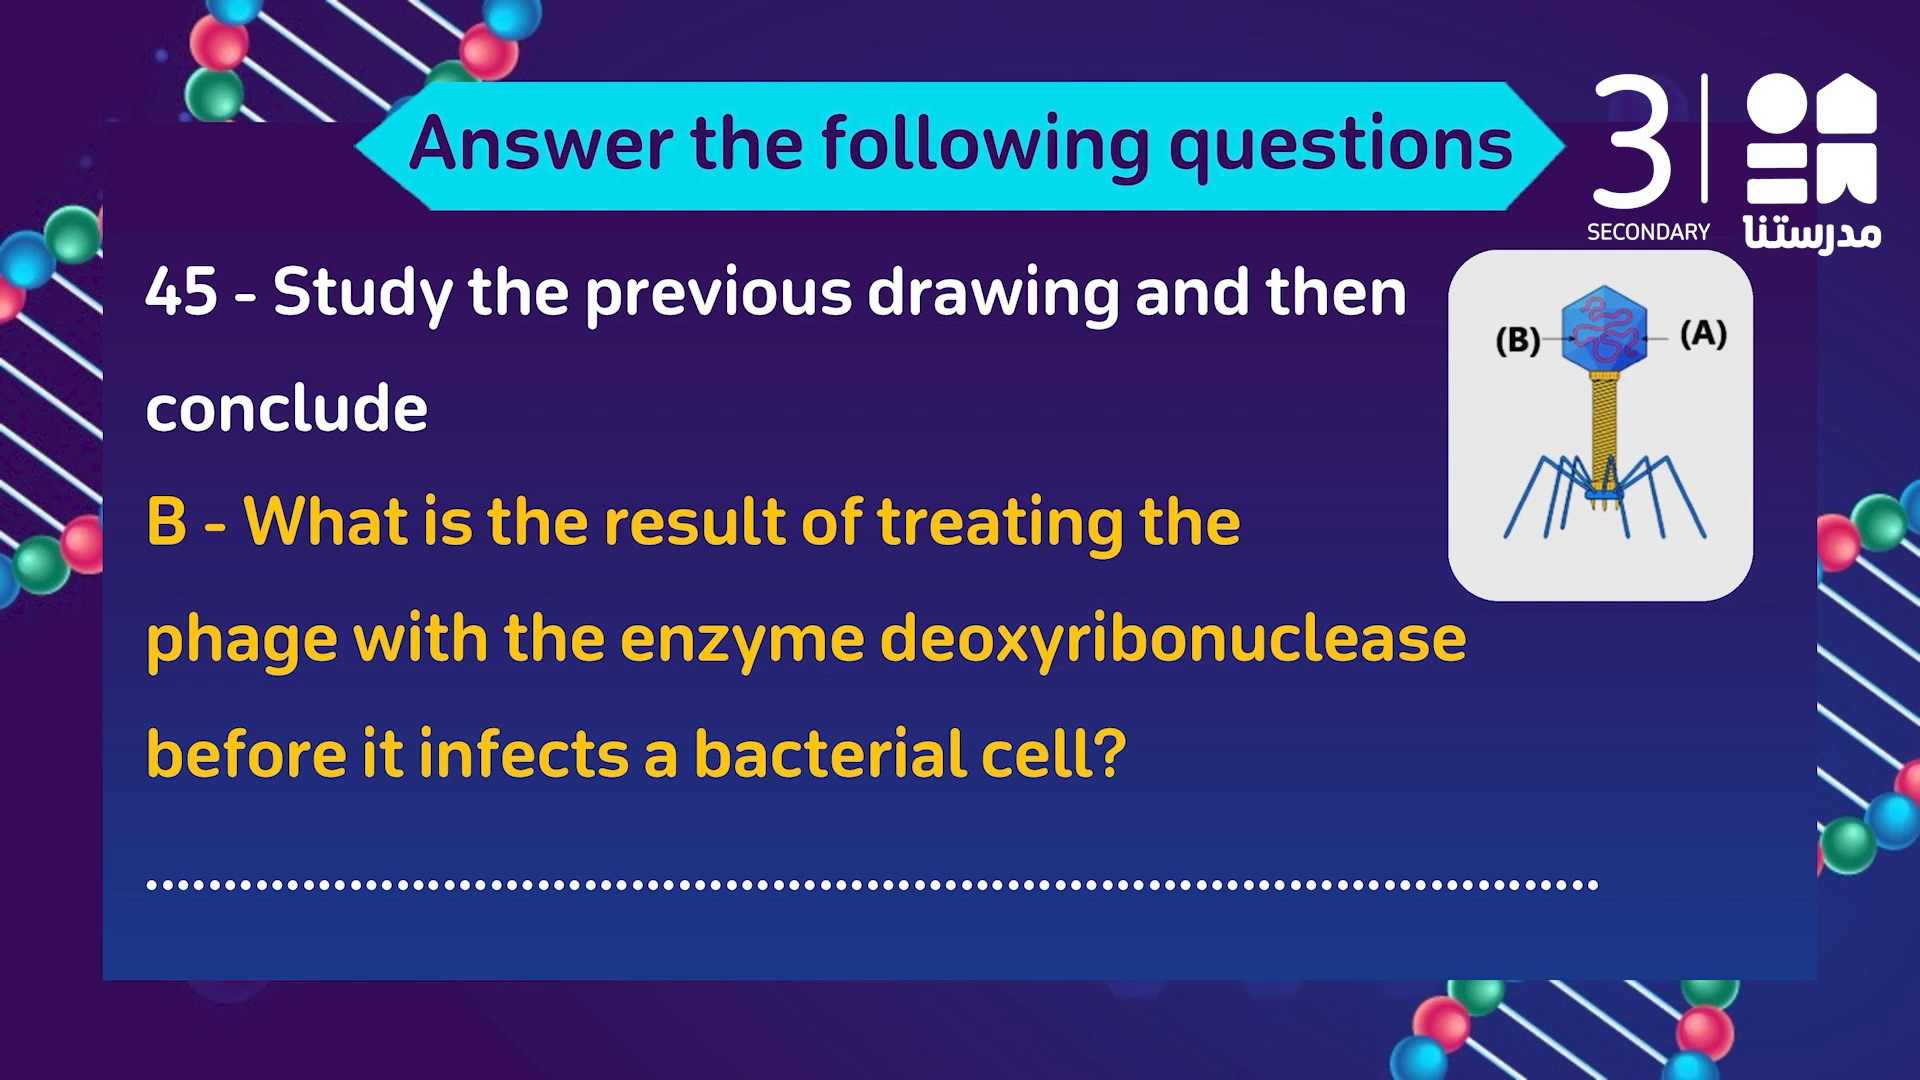 Answer the following questions
3
SECONDARY
مدرستنا
45 - Study the previous drawing and then
conclude
(B)
(A)
B - What is the result of treating the
phage with the enzyme deoxyribonuclease
before it infects a bacterial cell?
............................................................................................